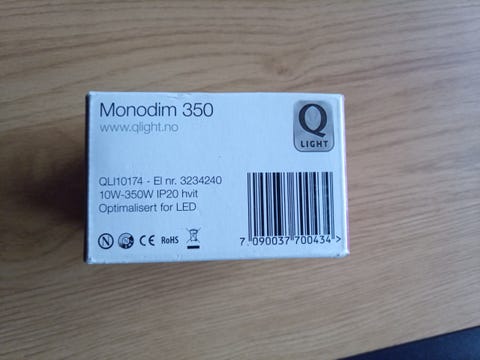 Monodim 350
www.qlight.no
Q
LIGHT
QLI10174 - El nr. 3234240
10W-350W IP20 hvit
Optimalisert for LED
N
CE RoHS
7 090037 700434 >